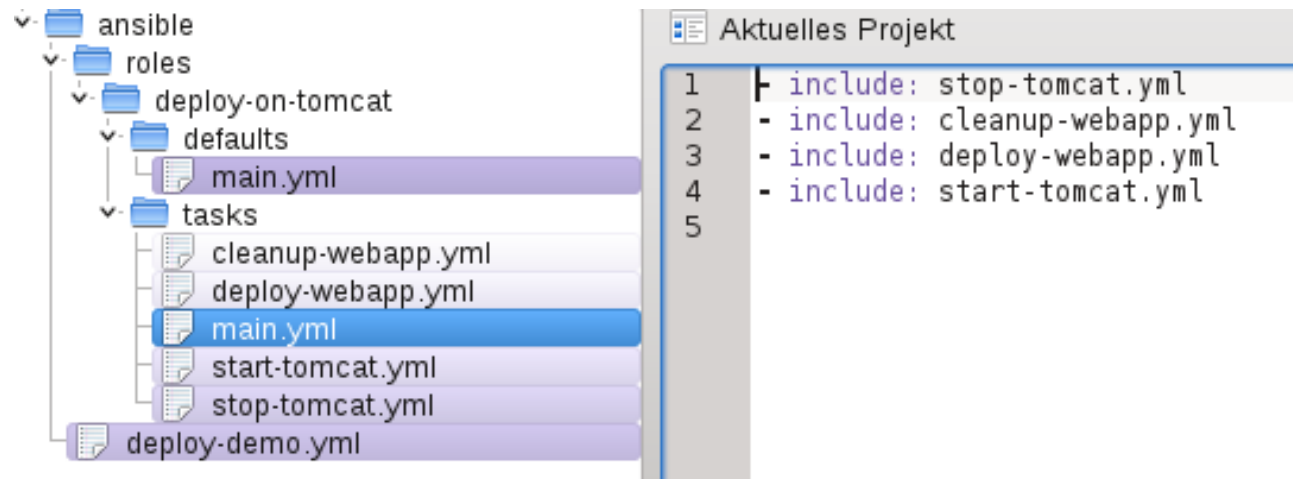 ansible
roles
deploy-on-tomcat
defaults
main.yml
tasks
cleanup-webapp.yml
deploy-webapp.yml
main.yml
start-tomcat.yml
stop-tomcat.yml
deploy-demo.yml
Aktuelles Projekt
1 - include: stop-tomcat.yml
2 - include: cleanup-webapp.yml
3 - include: deploy-webapp.yml
4 - include: start-tomcat.yml
5